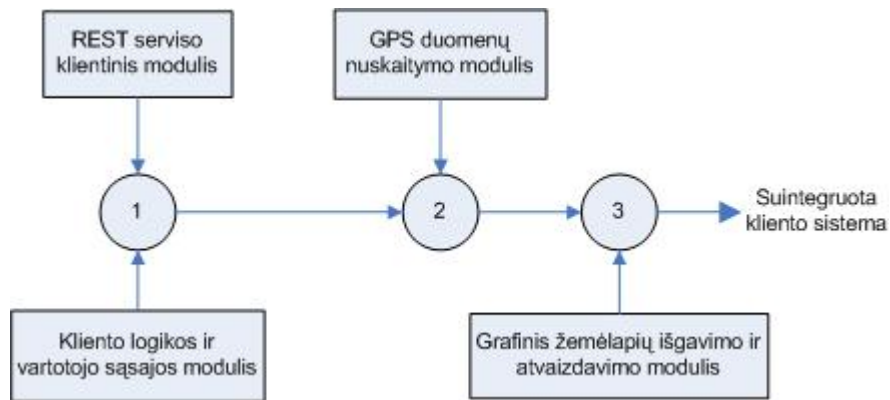 REST serviso
klientinis modulis
GPS duomenų
nuskaitymo modulis
1
2
3
Suintegruota
kliento sistema
Kliento logikos ir
vartotojo sąsajos modulis
Grafinis žemėlapių išgavimo ir
atvaizdavimo modulis